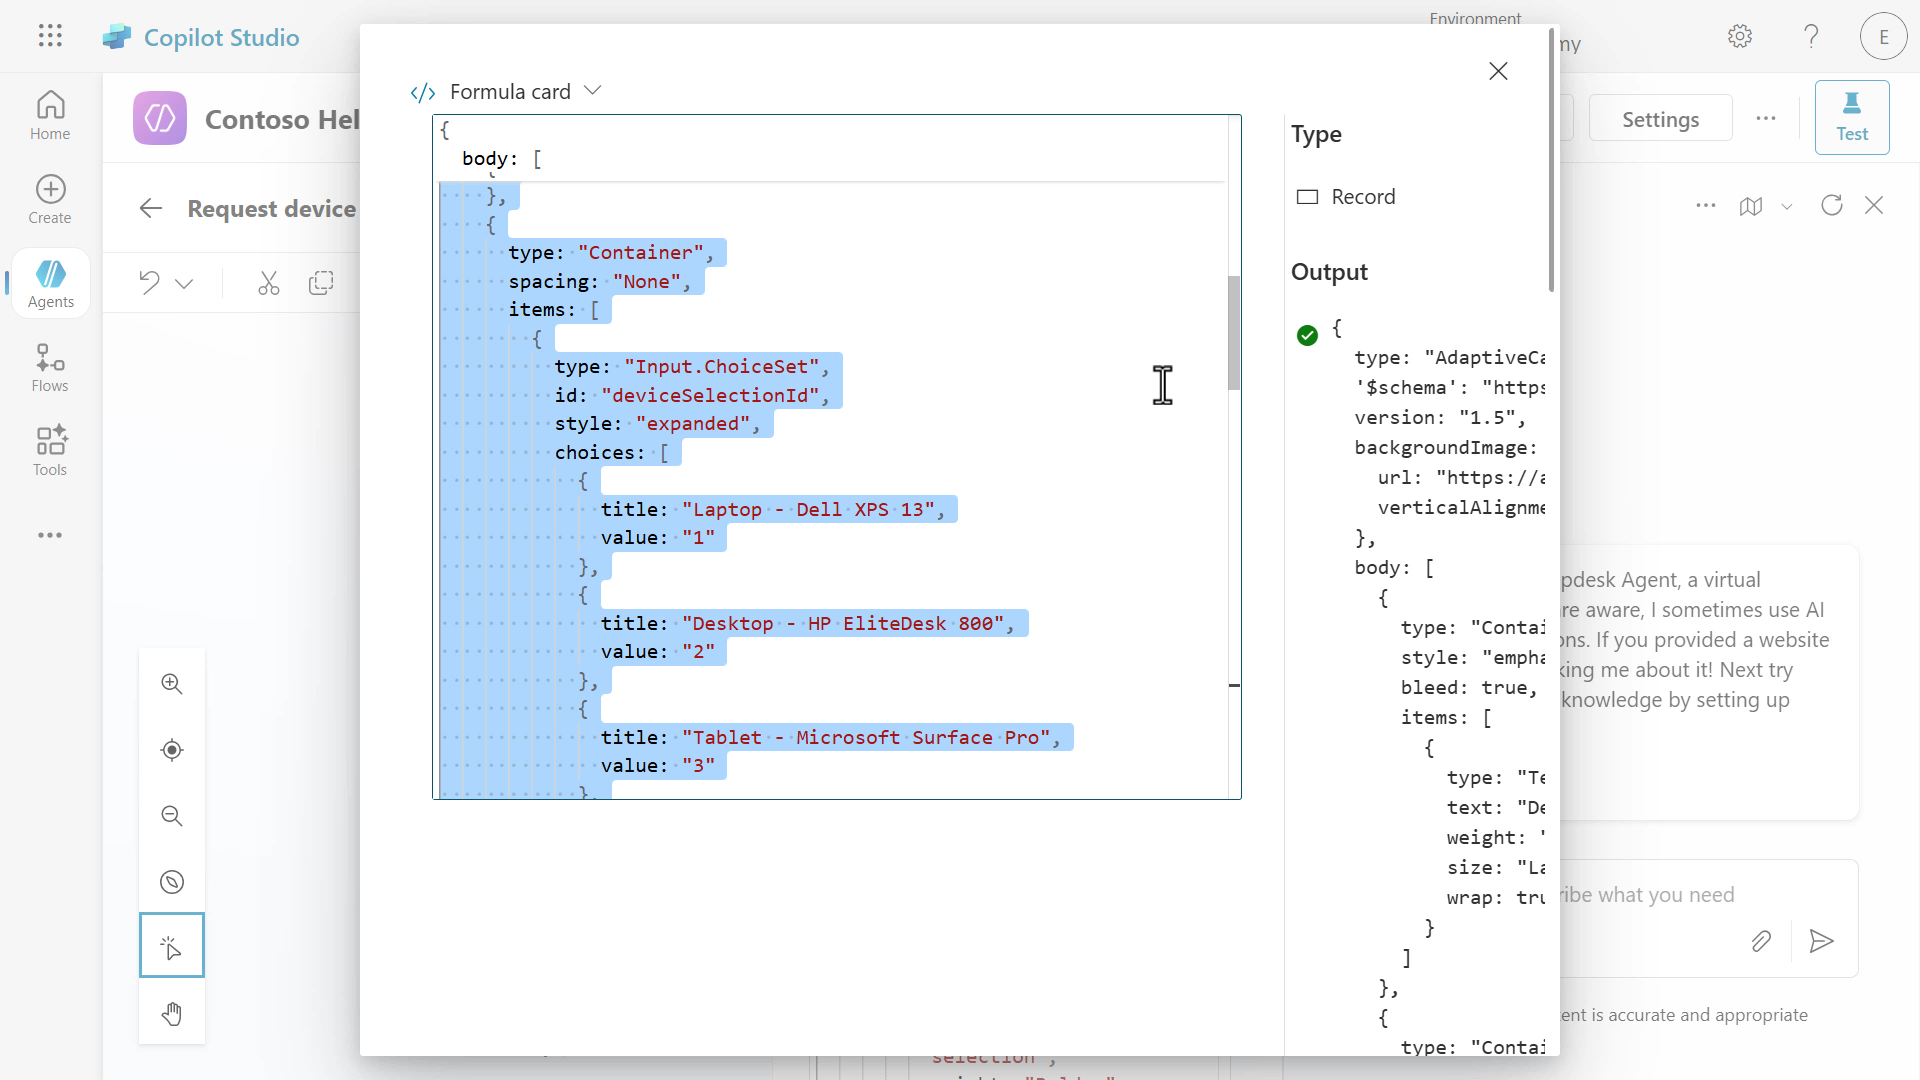 Environment
Copilot Studio
my
E
Home
Create
Agents
Flows
Tools
Contoso Hel
Settings
Test
Request device
Formula card
{
body: [
},
{
type: "Container",
spacing: "None",
items: [
{
type: "Input.ChoiceSet",
id: "deviceSelectionId",
style: "expanded",
choices: [
{
title: "Laptop - Dell XPS 13",
value: "1"
},
{
title: "Desktop - HP EliteDesk 800",
value: "2"
},
{
title: "Tablet - Microsoft Surface Pro",
value: "3"
},
Type
Record
Output
{
type: "AdaptiveCa
'$schema': "https
version: "1.5",
backgroundImage:
url: "https://a
verticalAlignme
},
body: [
{
type: "Contai
style: "empha
bleed: true,
items: [
{
type: "Te
text: "De
weight: "
size: "La
wrap: tru
}
]
},
{
type: "Contai
pdesk Agent, a virtual
re aware, I sometimes use AI
ons. If you provided a website
king me about it! Next try
knowledge by setting up
ribe what you need
ent is accurate and appropriate
selection",